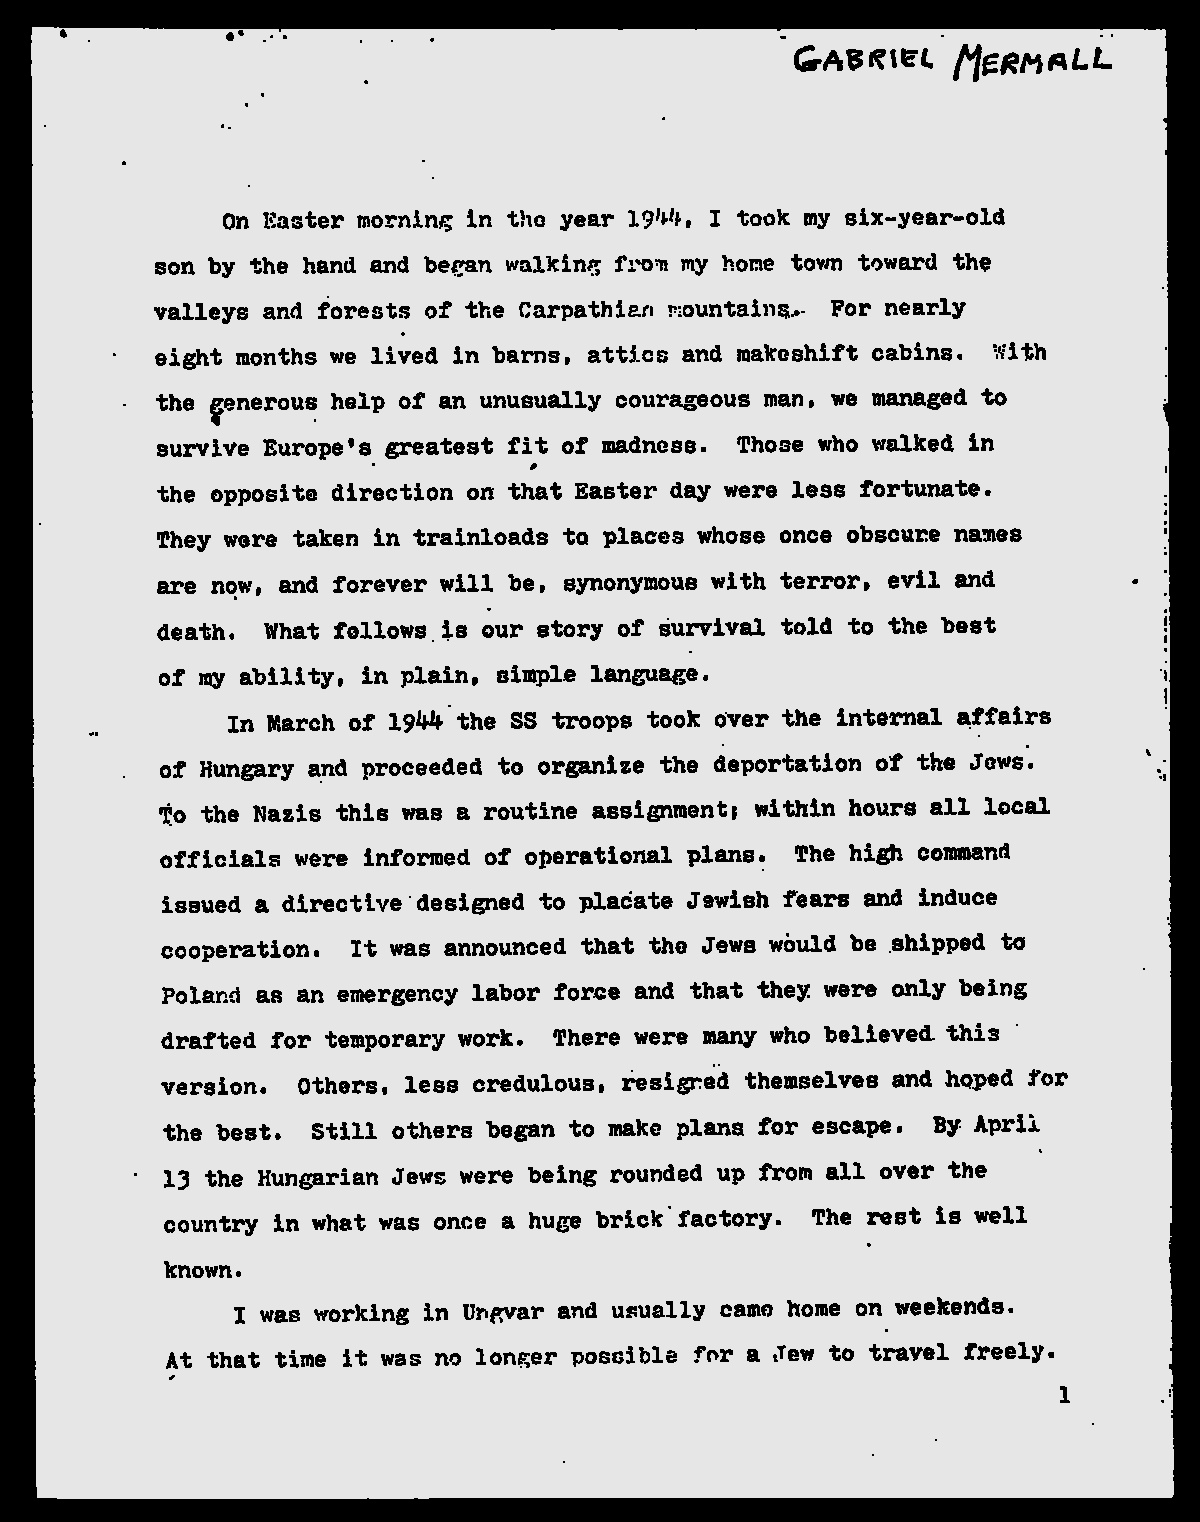 GABRIEL MERMALL
On Easter morning in the year 1944, I took my six-year-old
son by the hand and began walking from my home town toward the
valleys and forests of the Carpathian mountains. For nearly
eight months we lived in barns, attics and makeshift cabins. With
the generous help of an unusually courageous man, we managed to
survive Europe's greatest fit of madness. Those who walked in
the opposite direction on that Easter day were less fortunate.
They were taken in trainloads to places whose once obscure names
are now, and forever will be, synonymous with terror, evil and
death. What follows is our story of survival told to the best
of my ability, in plain, simple language.
In March of 1944 the SS troops took over the internal affairs
of Hungary and proceeded to organize the deportation of the Jews.
To the Nazis this was a routine assignment; within hours all local
officials were informed of operational plans. The high command
issued a directive designed to placate Jewish fears and induce
cooperation. It was announced that the Jews would be shipped to
Poland as an emergency labor force and that they were only being
drafted for temporary work. There were many who believed this
version. Others, less credulous, resigned themselves and hoped for
the best. Still others began to make plans for escape. By April
13 the Hungarian Jews were being rounded up from all over the
country in what was once a huge brick factory. The rest is well
known.
I was working in Ungvar and usually came home on weekends.
At that time it was no longer possible for a Jew to travel freely.
1